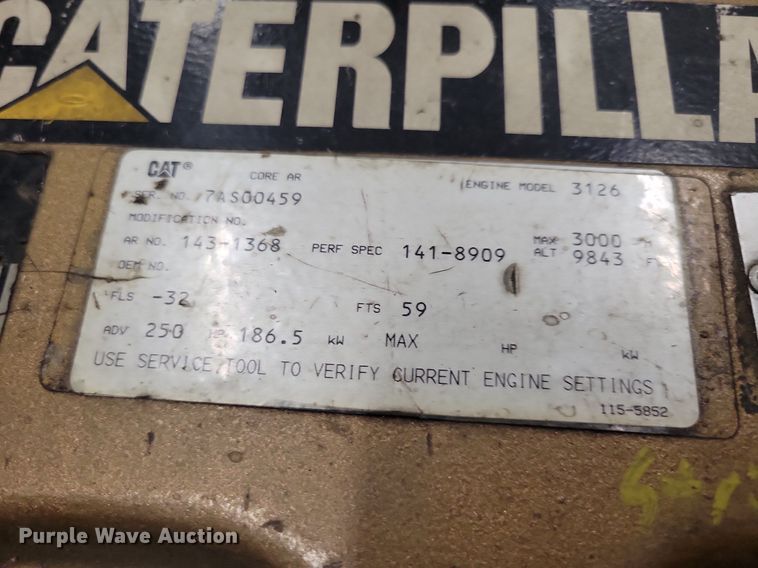 CATERPILLA
CAT® CORE AR
SER. NO. 7AS00459 ENGINE MODEL 3126
MODIFICATION NO.
AR NO. 143-1368 PERF SPEC 141-8909 MAX 3000 M
ALT 9843 F
OEM NO.
FLS -32 FTS 59
ADV 250 HP 186.5 kW MAX HP kW
USE SERVICE TOOL TO VERIFY CURRENT ENGINE SETTINGS
115-5852
Purple Wave Auction